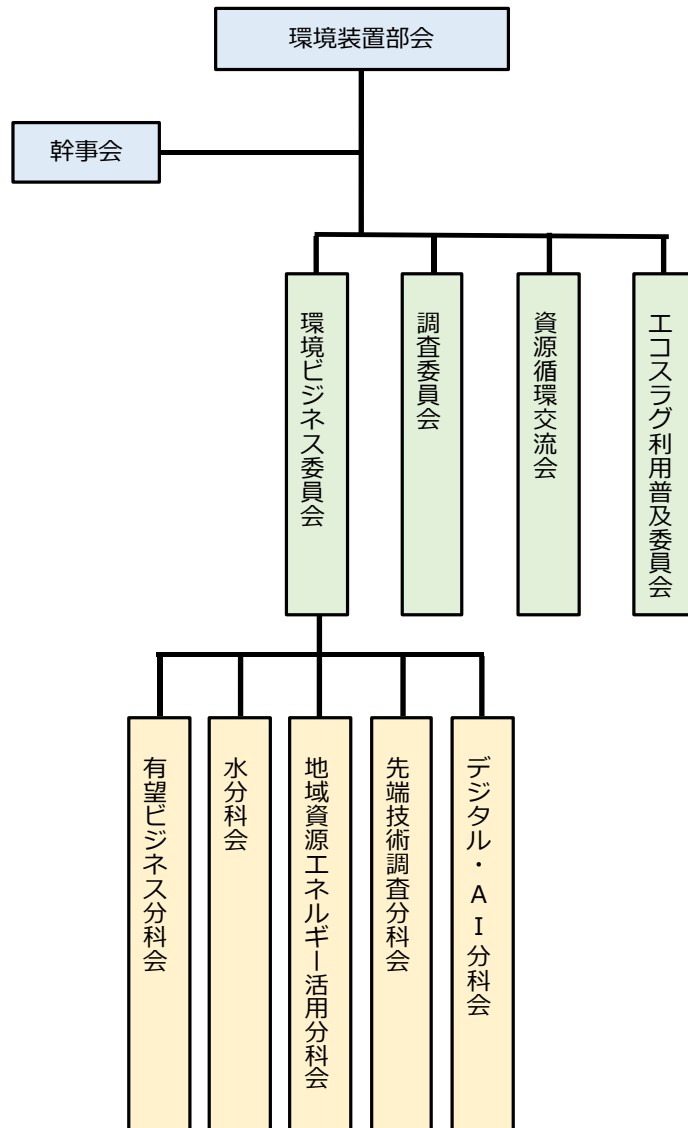 環境装置部会
幹事会
環境ビジネス委員会
調査委員会
資源循環交流会
エコスラグ利用普及委員会
有望ビジネス分科会
水分科会
地域資源エネルギー活用分科会
先端技術調査分科会
デジタル・AI分科会